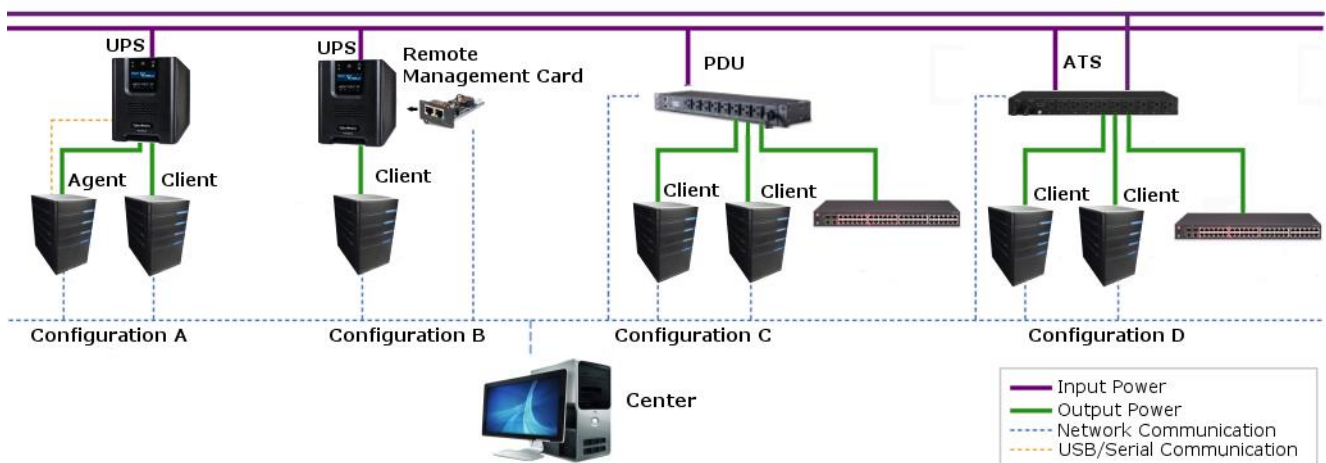 UPS
UPS
Remote
Management Card
PDU
ATS
Agent
Client
Client
Client
Client
Client
Client
Configuration A
Configuration B
Configuration C
Configuration D
Center
Input Power
Output Power
Network Communication
USB/Serial Communication